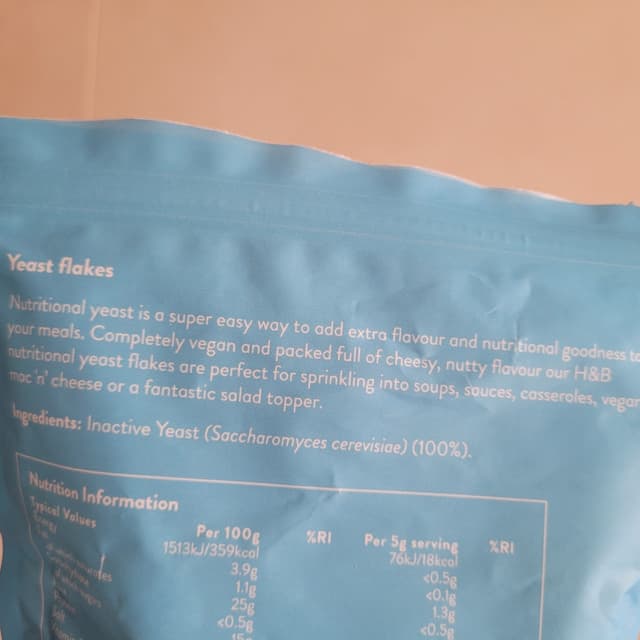 Yeast flakes
Nutritional yeast is a super easy way to add extra flavour and nutritional goodness to
your meals. Completely vegan and packed full of cheesy, nutty flavour our H&B
nutritional yeast flakes are perfect for sprinkling into soups, sauces, casseroles, vegan
mac 'n' cheese or a fantastic salad topper.
Ingredients: Inactive Yeast (Saccharomyces cerevisiae) (100%).
Nutrition Information
Typical Values Per 100g %RI Per 5g serving %RI
1513kJ/359kcal 76kJ/18kcal
3.9g <0.5g
1.1g <0.1g
25g 1.3g
<0.5g <0.5g